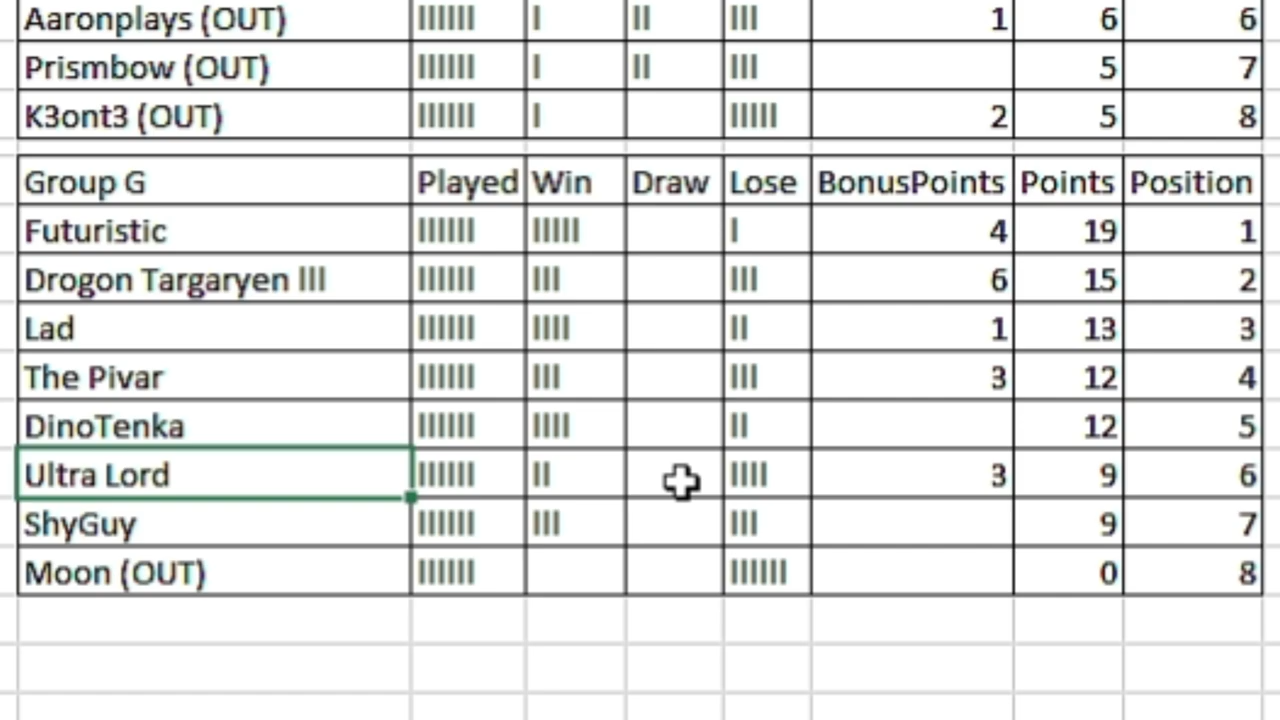 Aaronplays (OUT) IIIIII I II III 1 6 6
Prismbow (OUT) IIIIII I II III 5 7
K3ont3 (OUT) IIIIII I IIIII 2 5 8
Group G Played Win Draw Lose BonusPoints Points Position
Futuristic IIIIII IIIII I 4 19 1
Drogon Targaryen III IIIIII III III 6 15 2
Lad IIIIII IIII II 1 13 3
The Pivar IIIIII III III 3 12 4
DinoTenka IIIIII IIII II 12 5
Ultra Lord IIIIII II IIII 3 9 6
ShyGuy IIIIII III III 9 7
Moon (OUT) IIIIII IIIIII 0 8